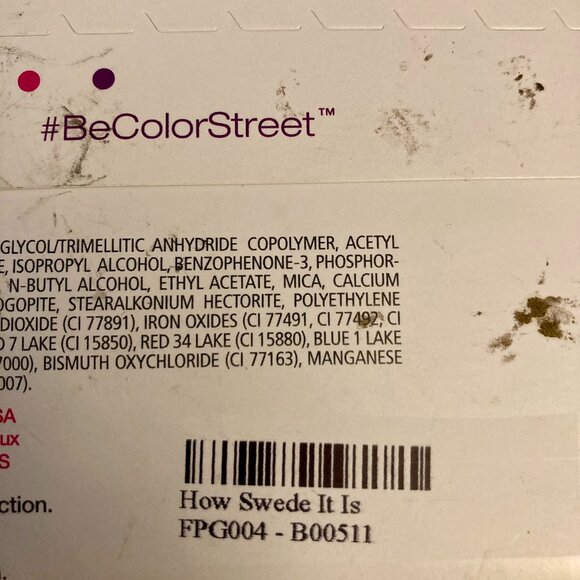 #BeColorStreet™
GLYCOL/TRIMELLITIC ANHYDRIDE COPOLYMER, ACETYL
E, ISOPROPYL ALCOHOL, BENZOPHENONE-3, PHOSPHOR-
N-BUTYL ALCOHOL, ETHYL ACETATE, MICA, CALCIUM
OGOPITE, STEARALKONIUM HECTORITE, POLYETHYLENE
DIOXIDE (CI 77891), IRON OXIDES (CI 77491, CI 77492, CI
D 7 LAKE (CI 15850), RED 34 LAKE (CI 15880), BLUE 1 LAKE
7000), BISMUTH OXYCHLORIDE (CI 77163), MANGANESE
007).
SA
ux
S
ction.
How Swede It Is
FPG004 - B00511